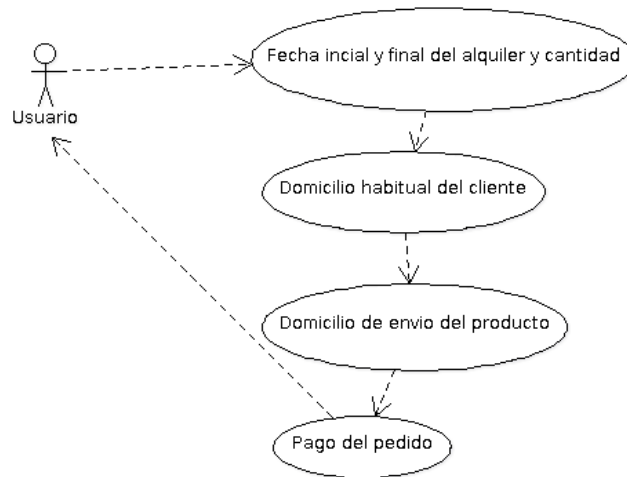 Fecha incial y final del alquiler y cantidad
Usuario
Domicilio habitual del cliente
Domicilio de envio del producto
Pago del pedido